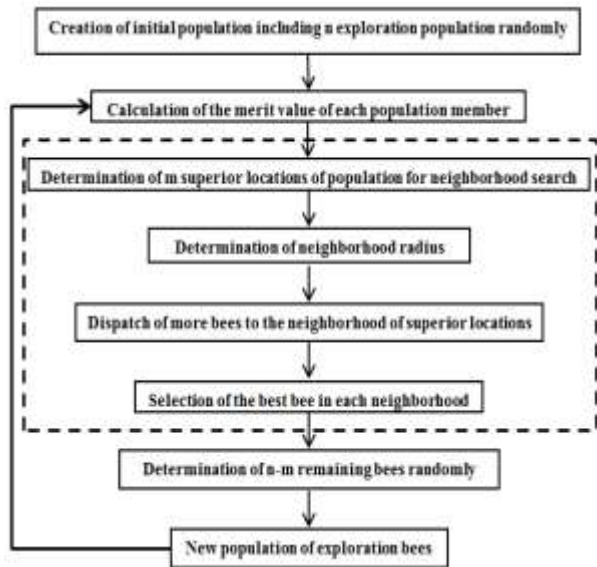 Creation of initial population including n exploration population randomly
Calculation of the merit value of each population member
Determination of m superior locations of population for neighborhood search
Determination of neighborhood radius
Dispatch of more bees to the neighborhood of superior locations
Selection of the best bee in each neighborhood
Determination of n-m remaining bees randomly
New population of exploration bees